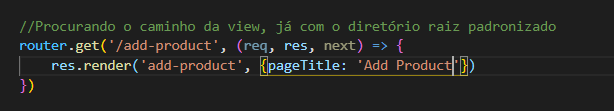 //Procurando o caminho da view, já com o diretório raiz padronizado
router.get('/add-product', (req, res, next) => {
    res.render('add-product', {pageTitle: 'Add Product'})
})